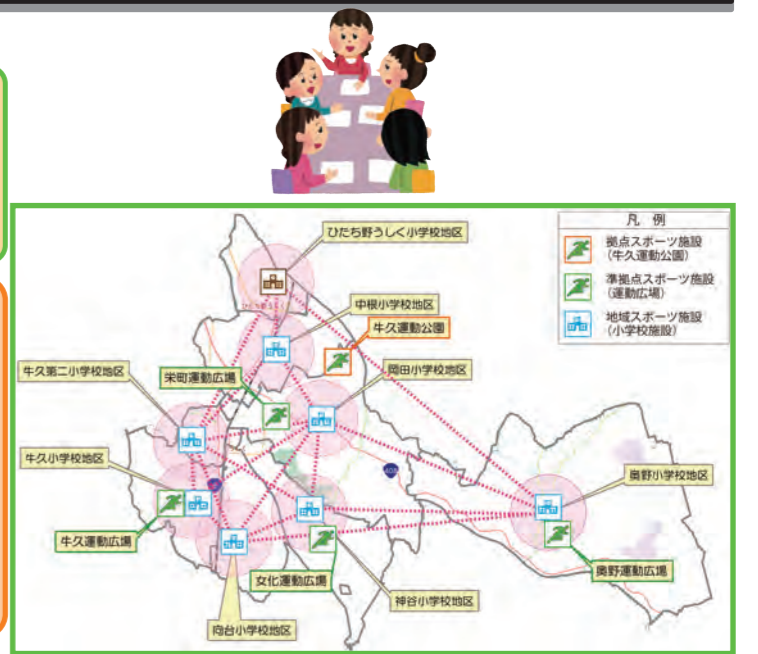 凡 例
拠点スポーツ施設
(牛久運動公園)
準拠点スポーツ施設
(運動広場)
地域スポーツ施設
(小学校施設)
ひたち野うしく小学校地区
中根小学校地区
牛久運動公園
牛久第二小学校地区
栄町運動広場
岡田小学校地区
牛久小学校地区
奥野小学校地区
牛久運動広場
女化運動広場
奥野運動広場
神谷小学校地区
向台小学校地区
408